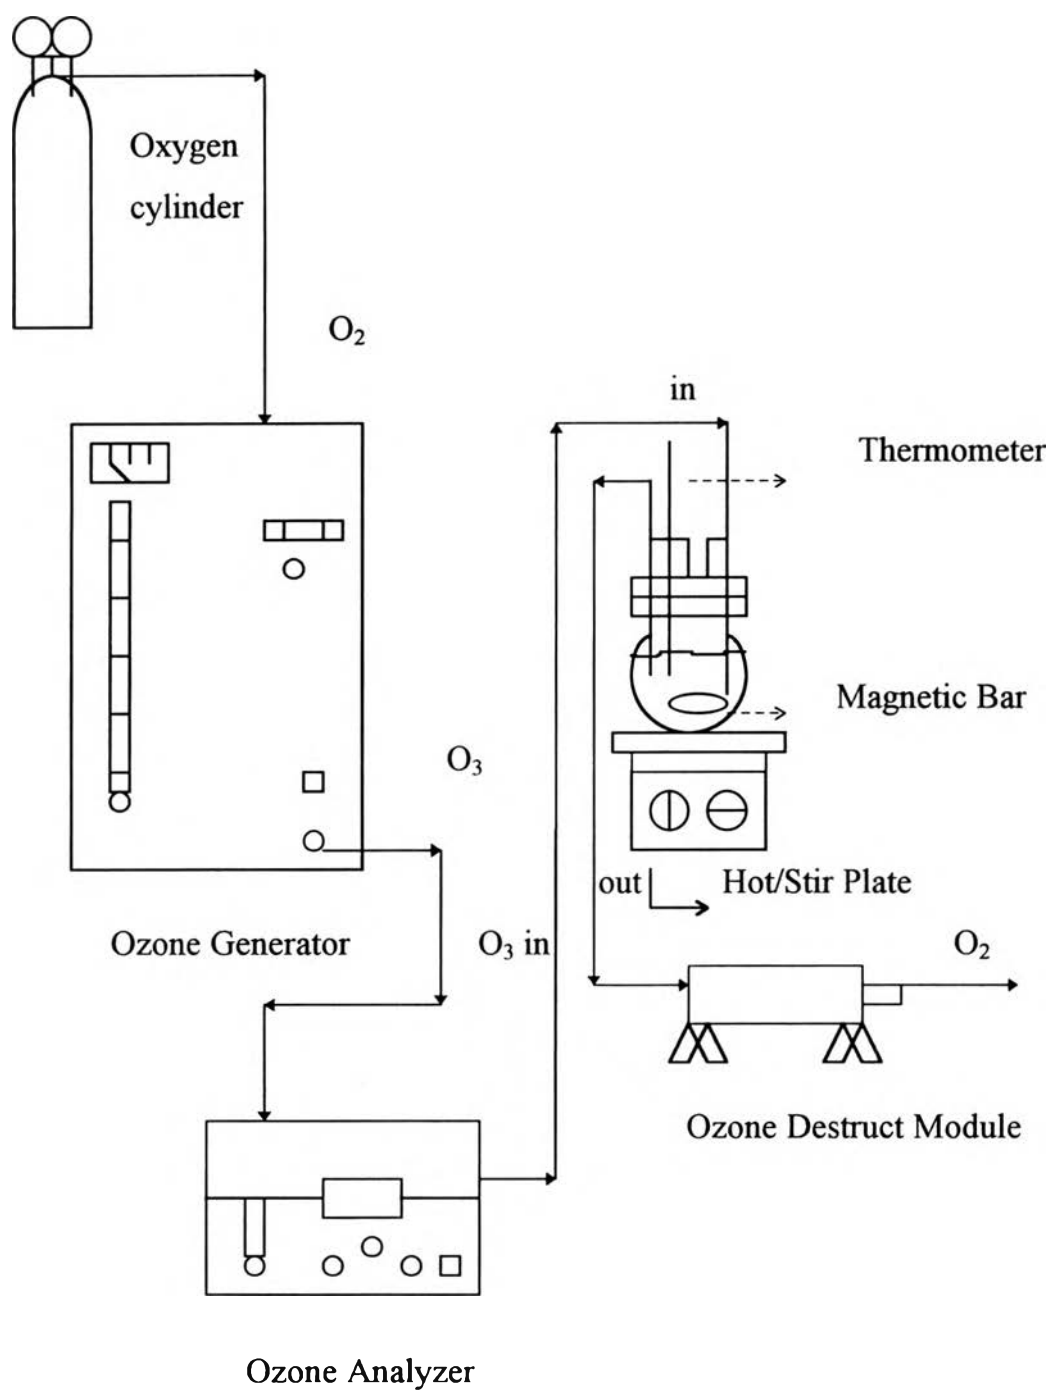 Oxygen
cylinder
O₂
in
Thermometer
Magnetic Bar
O₃
out
Hot/Stir Plate
Ozone Generator
O₃ in
O₂
Ozone Destruct Module
Ozone Analyzer